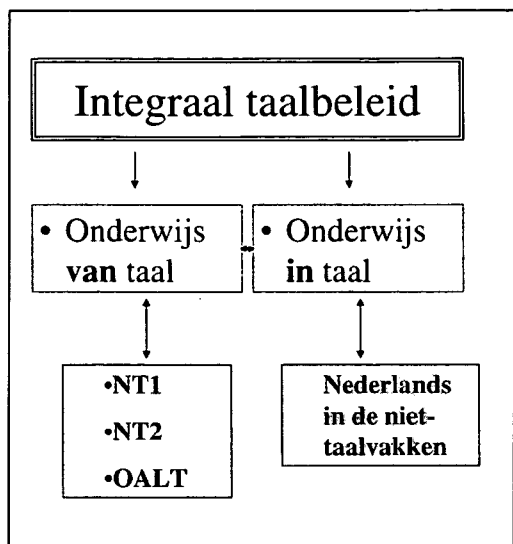 Integraal taalbeleid
• Onderwijs
van taal
• Onderwijs
in taal
•NT1
•NT2
•OALT
Nederlands
in de niet-
taalvakken